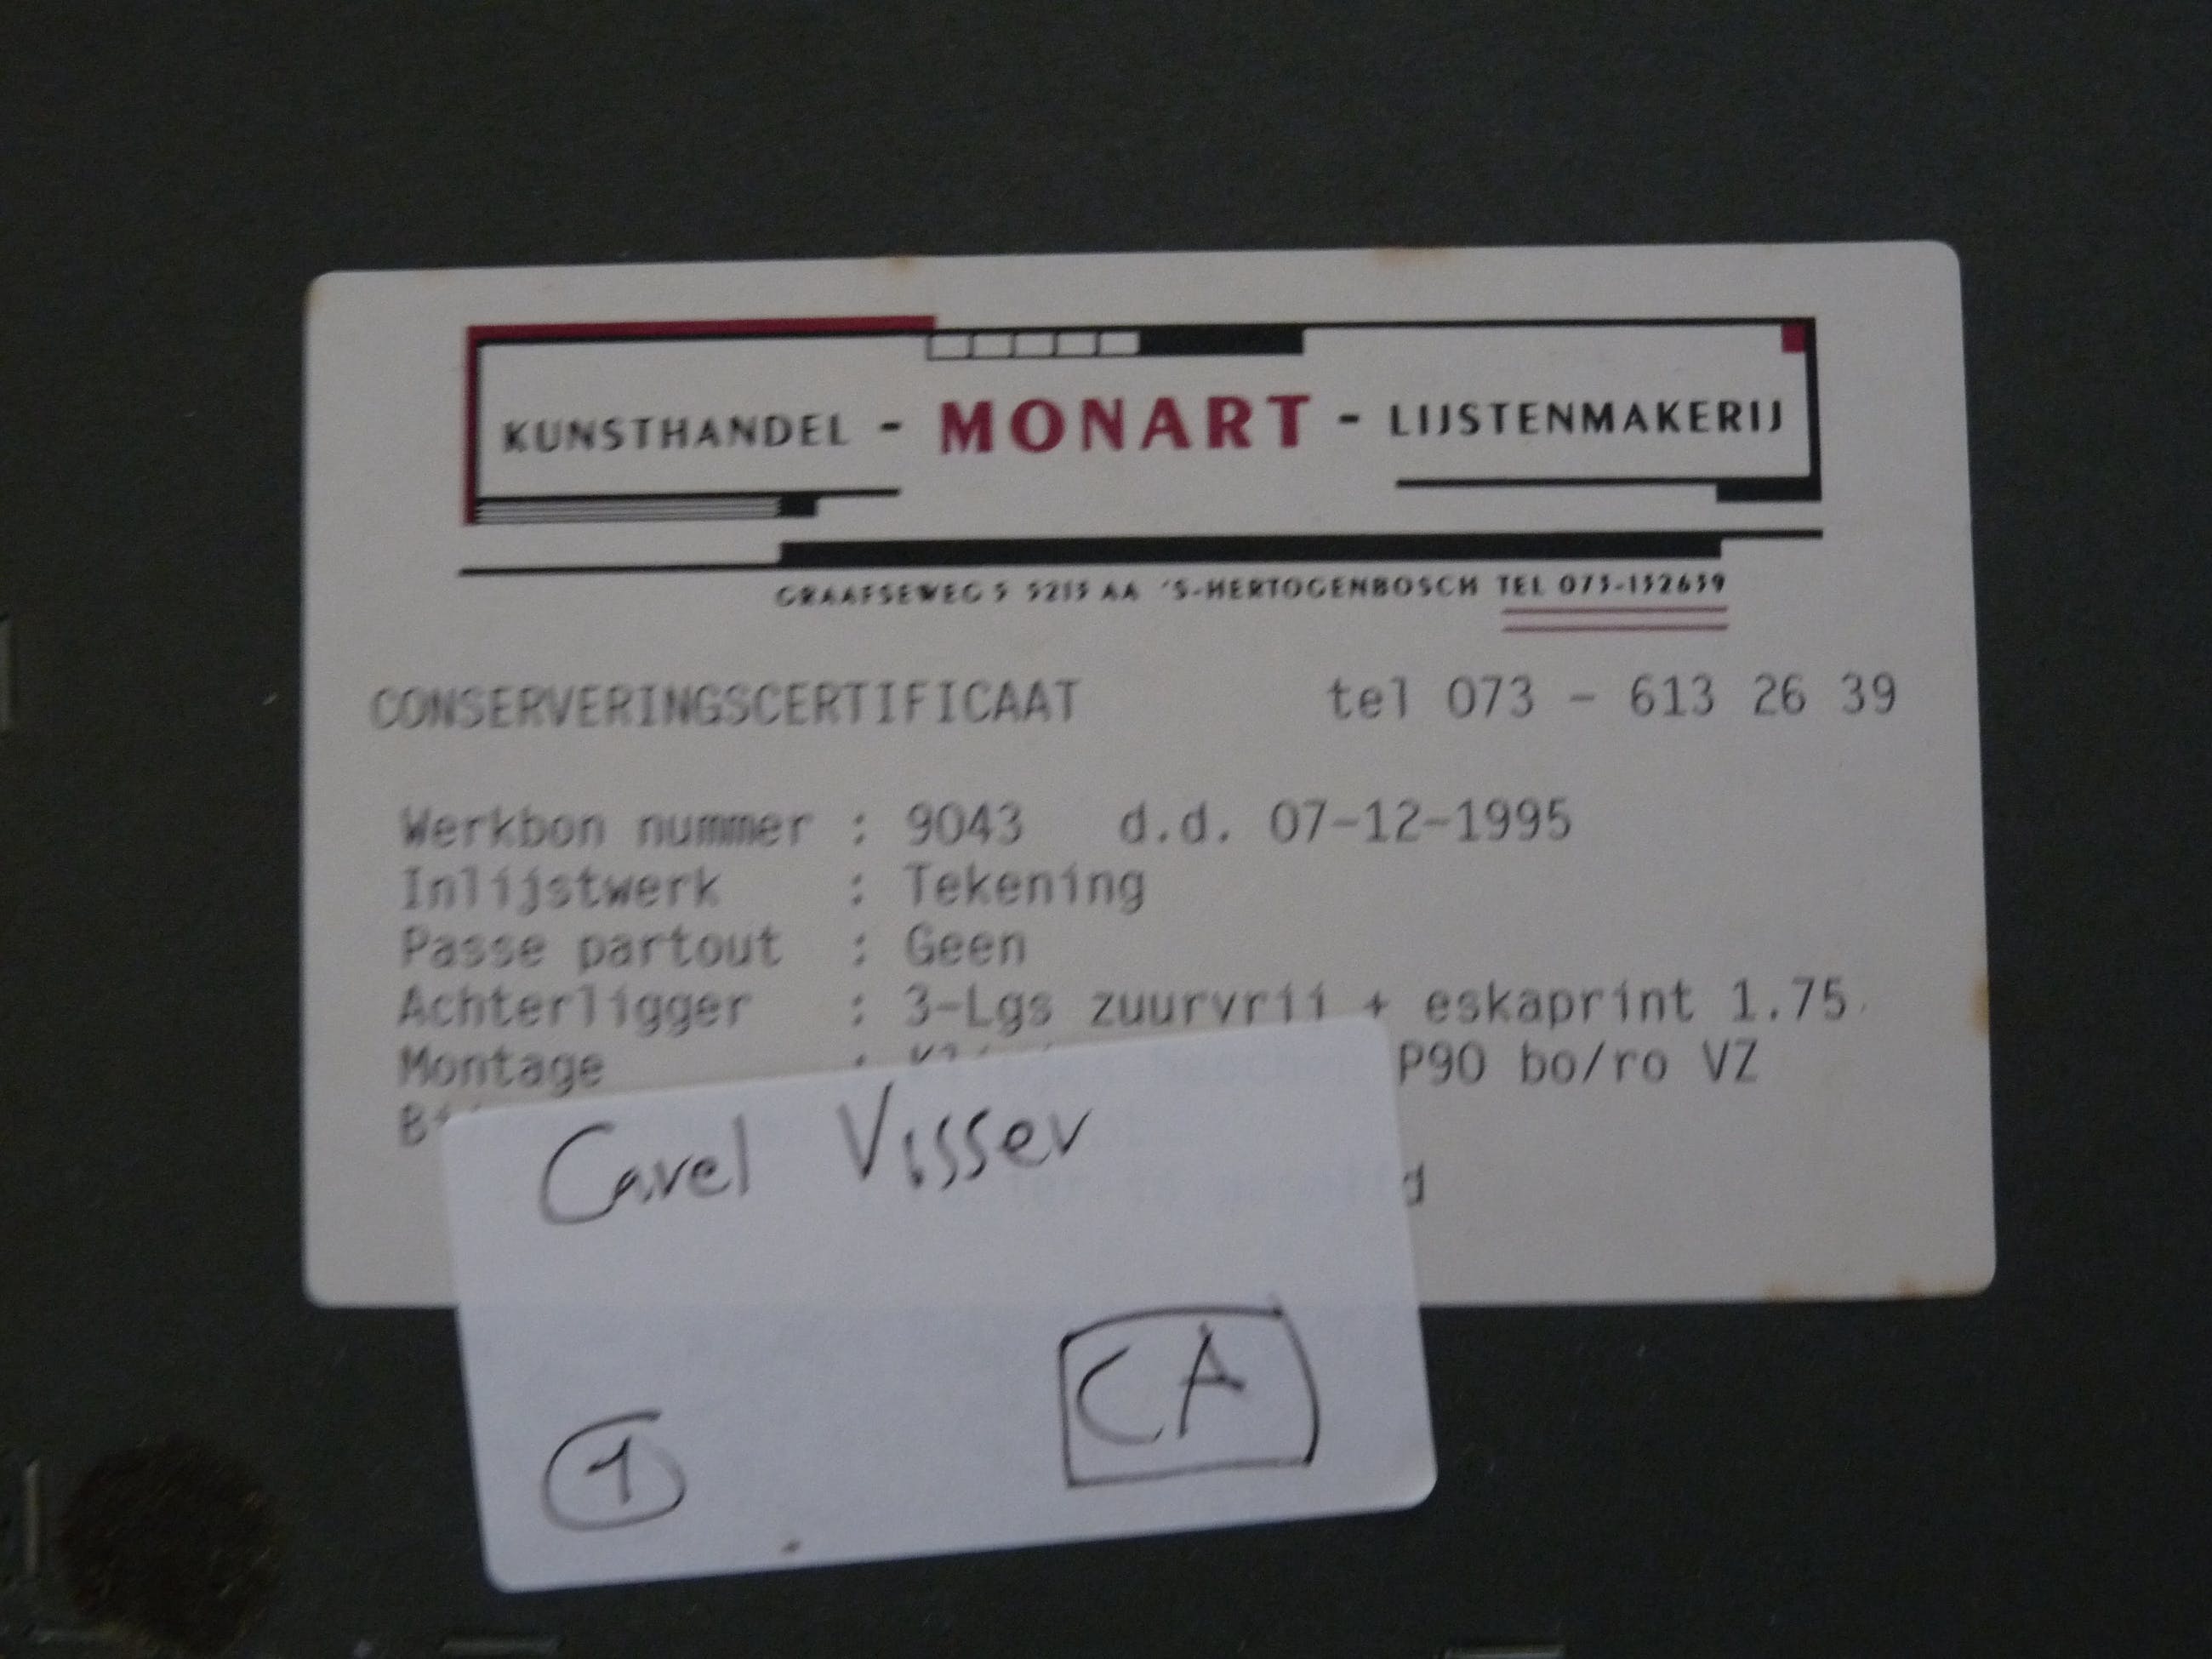 KUNSTHANDEL - MONART - LIJSTENMAKERIJ
GRAAFSEWEG 5 5213 AA 'S-HERTOGENBOSCH TEL 073-132639
CONSERVERINGSCERTIFICAAT tel 073 - 613 26 39
Werkbon nummer : 9043 d.d. 07-12-1995
Inlijstwerk : Tekening
Passe partout : Geen
Achterligger : 3-Lgs zuurvrij + eskaprint 1.75
Montage : P90 bo/ro VZ
Carel Visser
CA
1